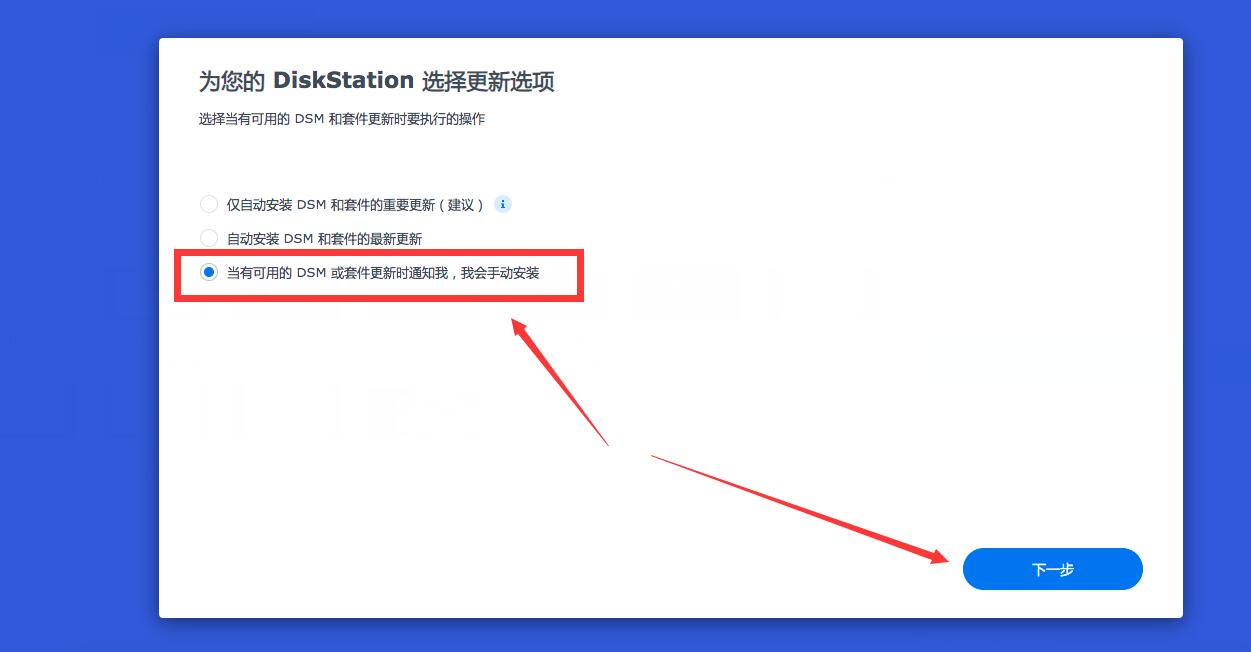 为您的 DiskStation 选择更新选项
选择当有可用的 DSM 和套件更新时要执行的操作
仅自动安装 DSM 和套件的重要更新（建议）
自动安装 DSM 和套件的最新更新
当有可用的 DSM 或套件更新时通知我，我会手动安装
下一步